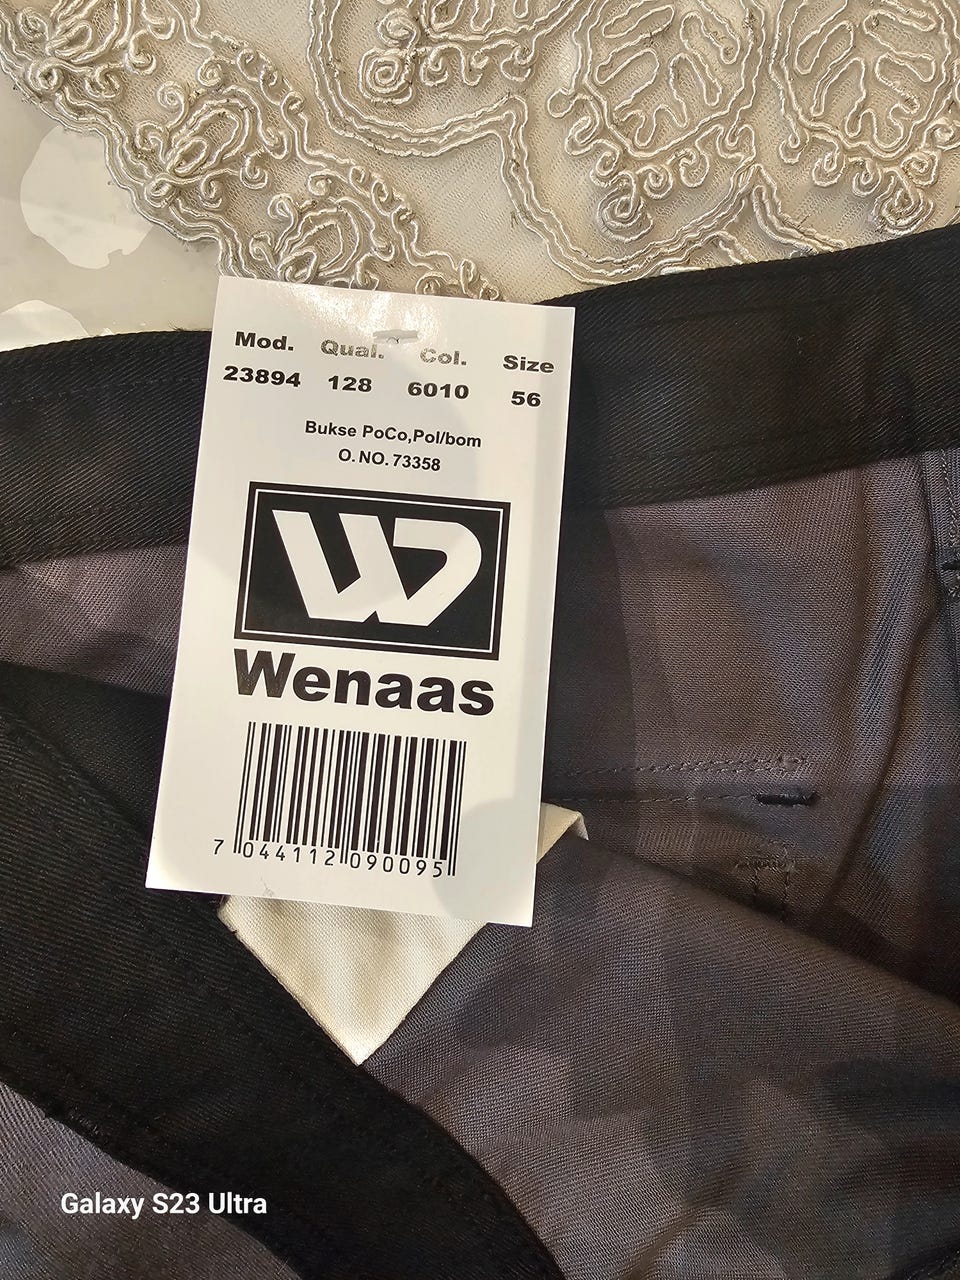 Mod. Qual. Col. Size
23894 128 6010 56
Bukse PoCo,Pol/bom
O. NO. 73358
Wenaas
7 044112 090095
Galaxy S23 Ultra